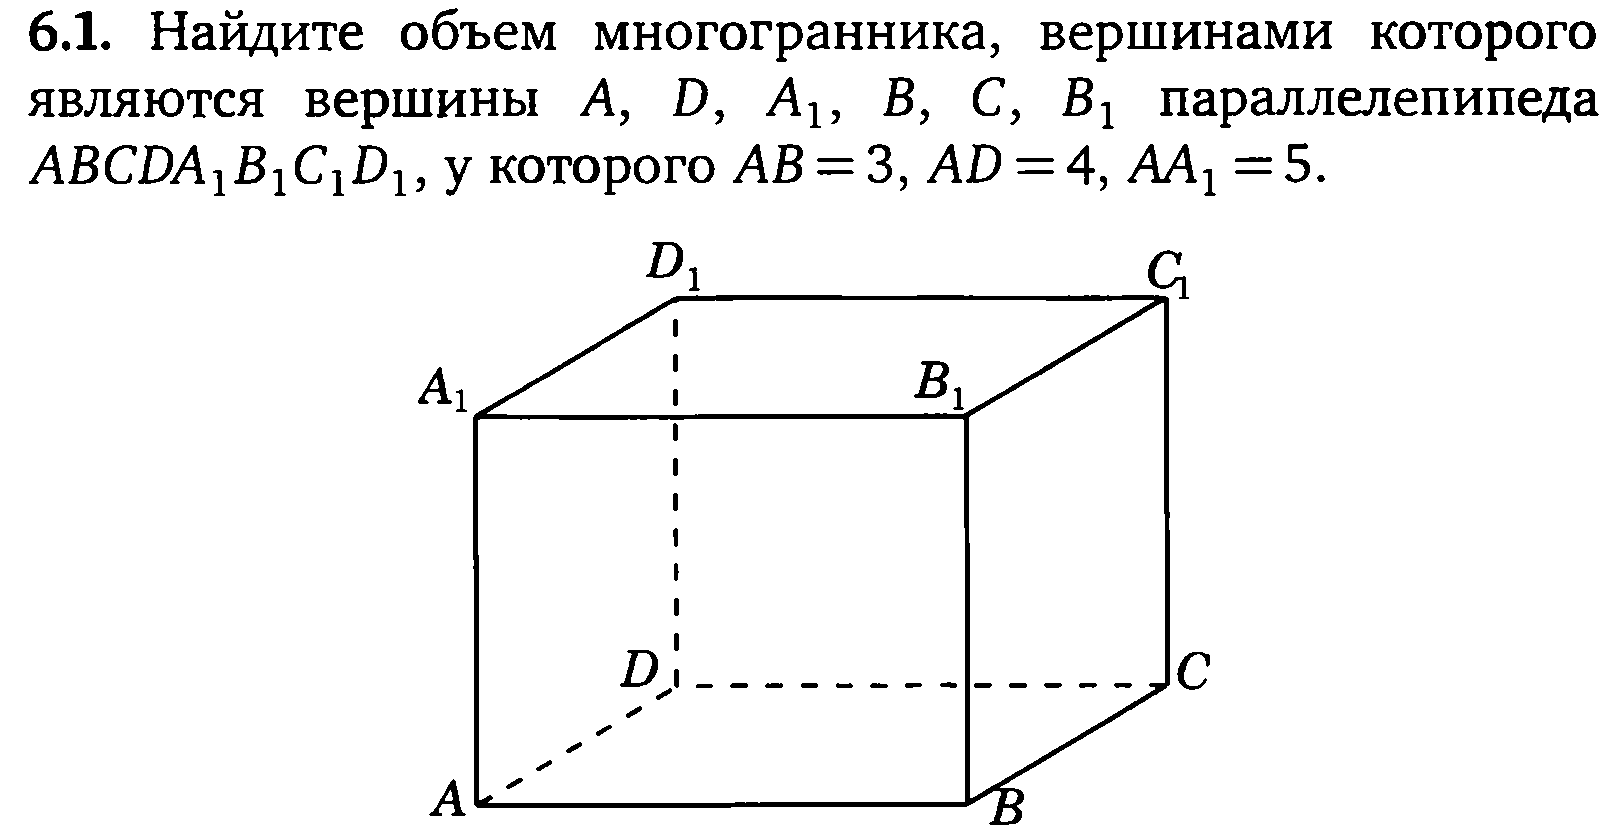 6.1. Найдите объем многогранника, вершинами которого
являются вершины A, D, A₁, B, C, B₁ параллелепипеда
ABCDA₁B₁C₁D₁, у которого AB = 3, AD = 4, AA₁ = 5.
D₁
C₁
A₁
B₁
D
C
A
B